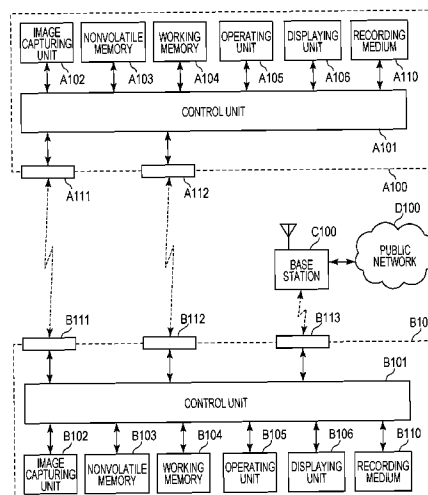 IMAGE
CAPTURING
UNIT
NONVOLATILE
MEMORY
WORKING
MEMORY
OPERATING
UNIT
DISPLAYING
UNIT
RECORDING
MEDIUM
A102
A103
A104
A105
A106
A110
CONTROL UNIT
A101
A111
A112
A100
D100
C100
PUBLIC
NETWORK
BASE
STATION
B111
B112
B113
B101
CONTROL UNIT
B102
B103
B104
B105
B106
B110
IMAGE
CAPTURING
UNIT
NONVOLATILE
MEMORY
WORKING
MEMORY
OPERATING
UNIT
DISPLAYING
UNIT
RECORDING
MEDIUM